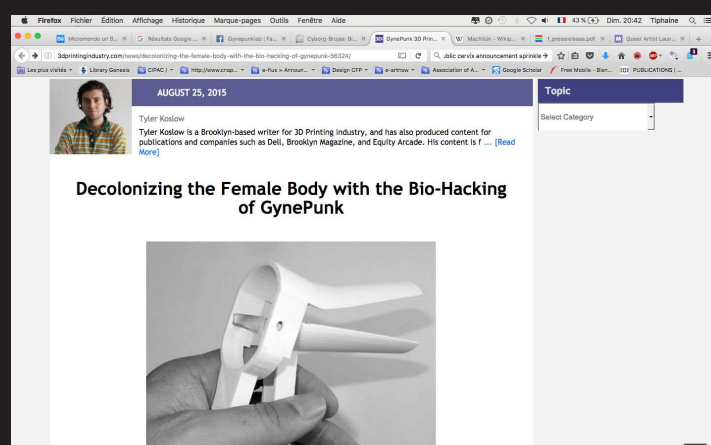 Firefox Fichier Édition Affichage Historique Marque-pages Outils Fenêtre Aide 43 % Dim. 20:42 Tiphaine
Micromondo on B... Résultats Google ... Gynepunklab | Fa... Cyborg-Brujas: Bi... GynePunk 3D Prin... Machitún - Wikip... f_pressrelease.pdf Queer Artist Laun...
3dprintingindustry.com/news/decolonizing-the-female-body-with-the-bio-hacking-of-gynepunk-56324/ ublic cervix announcement sprinkle
Les plus visités Library Genesis CIPAC ) http://www.cnap... e-flux » Announ... Design CFP e-artnow Association of A... Google Scholar Free Mobile - Bien... PUBLICATIONS | ...
AUGUST 25, 2015
Topic
Select Category
Tyler Koslow
Tyler Koslow is a Brooklyn-based writer for 3D Printing Industry, and has also produced content for
publications and companies such as Dell, Brooklyn Magazine, and Equity Arcade. His content is f ... [Read
More]
Decolonizing the Female Body with the Bio-Hacking
of GynePunk